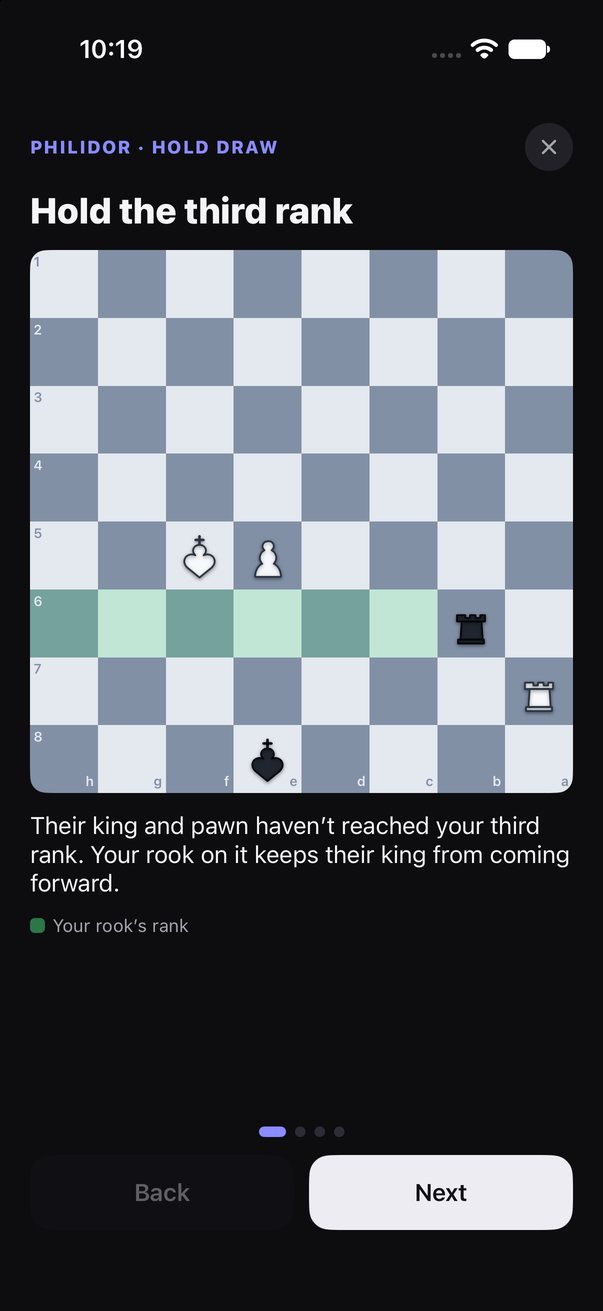 10:19
PHILIDOR · HOLD DRAW
Hold the third rank
1
2
3
4
5
6
7
8
h g f e d c b a
Their king and pawn haven’t reached your third
rank. Your rook on it keeps their king from coming
forward.
Your rook’s rank
Back
Next